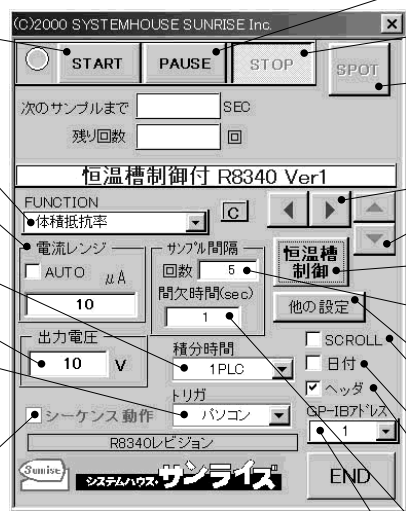 (C)2000 SYSTEMHOUSE SUNRISE Inc.
START PAUSE STOP SPOT
次のサンプルまで SEC
残り回数 回
恒温槽制御付 R8340 Ver1
FUNCTION
体積抵抗率 C
電流レンジ
AUTO μA
10
サンプル間隔
回数 5
間欠時間(sec)
1
恒温槽
制御
他の設定
出力電圧
10 V
積分時間
1PLC
トリガ
パソコン
SCROLL
日付
ヘッダ
GP-IBアドレス
1
シーケンス動作
R8340レビジョン
Sunrise システムハウス・サンライズ
END